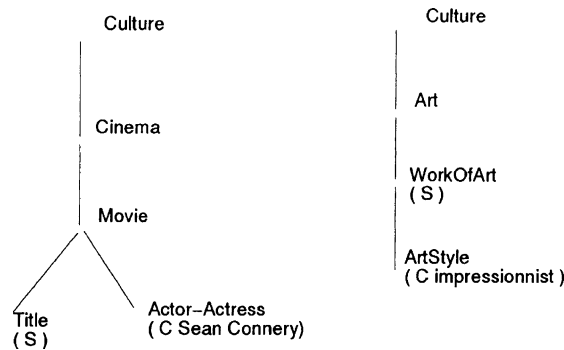 Culture
Cinema
Movie
Title
( S )
Actor-Actress
( C Sean Connery)
Culture
Art
WorkOfArt
( S )
ArtStyle
( C impressionnist )